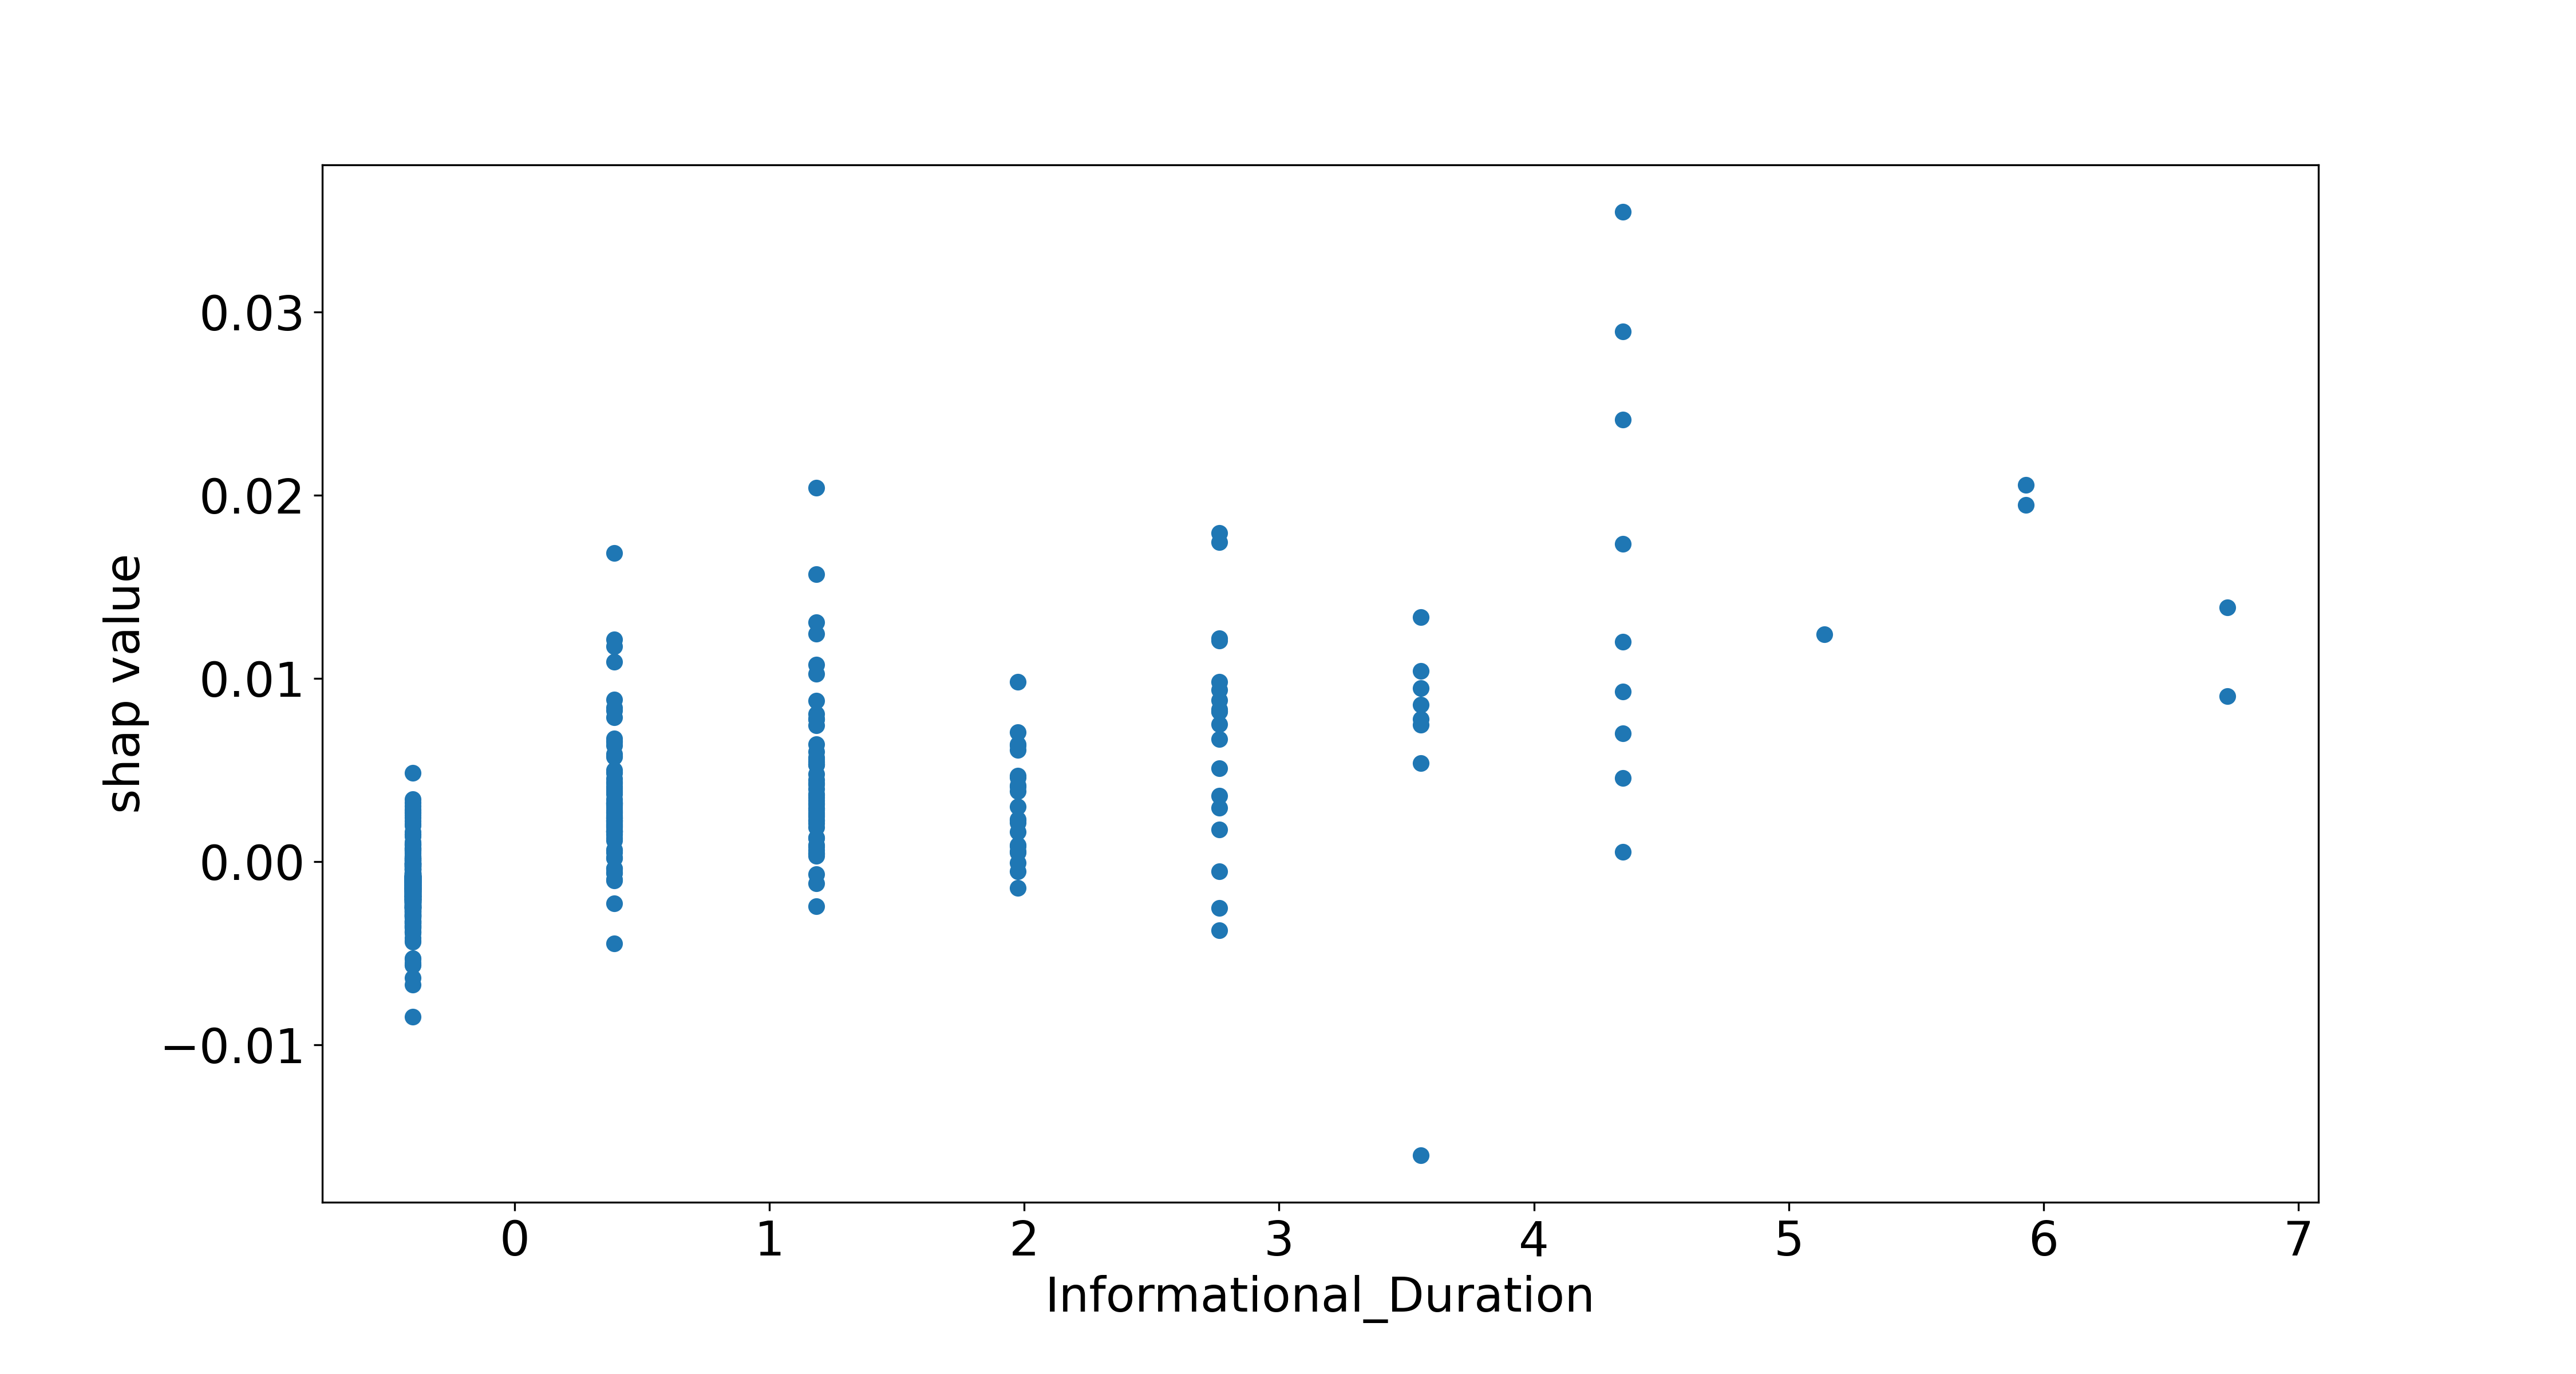 0.03
0.02
0.01
0.00
−0.01
shap value
0 1 2 3 4 5 6 7
Informational_Duration